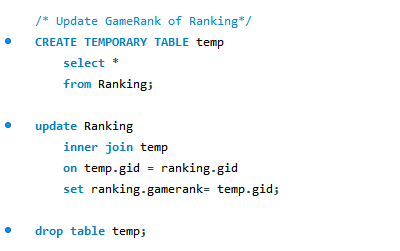 /* Update GameRank of Ranking*/
CREATE TEMPORARY TABLE temp
select *
from Ranking;
update Ranking
inner join temp
on temp.gid = ranking.gid
set ranking.gamerank= temp.gid;
drop table temp;